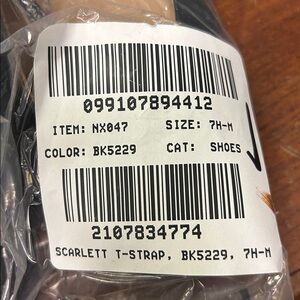 099107894412
ITEM: NX047 SIZE: 7H-M
COLOR: BK5229 CAT: SHOES
2107834774
SCARLETT T-STRAP, BK5229, 7H-M